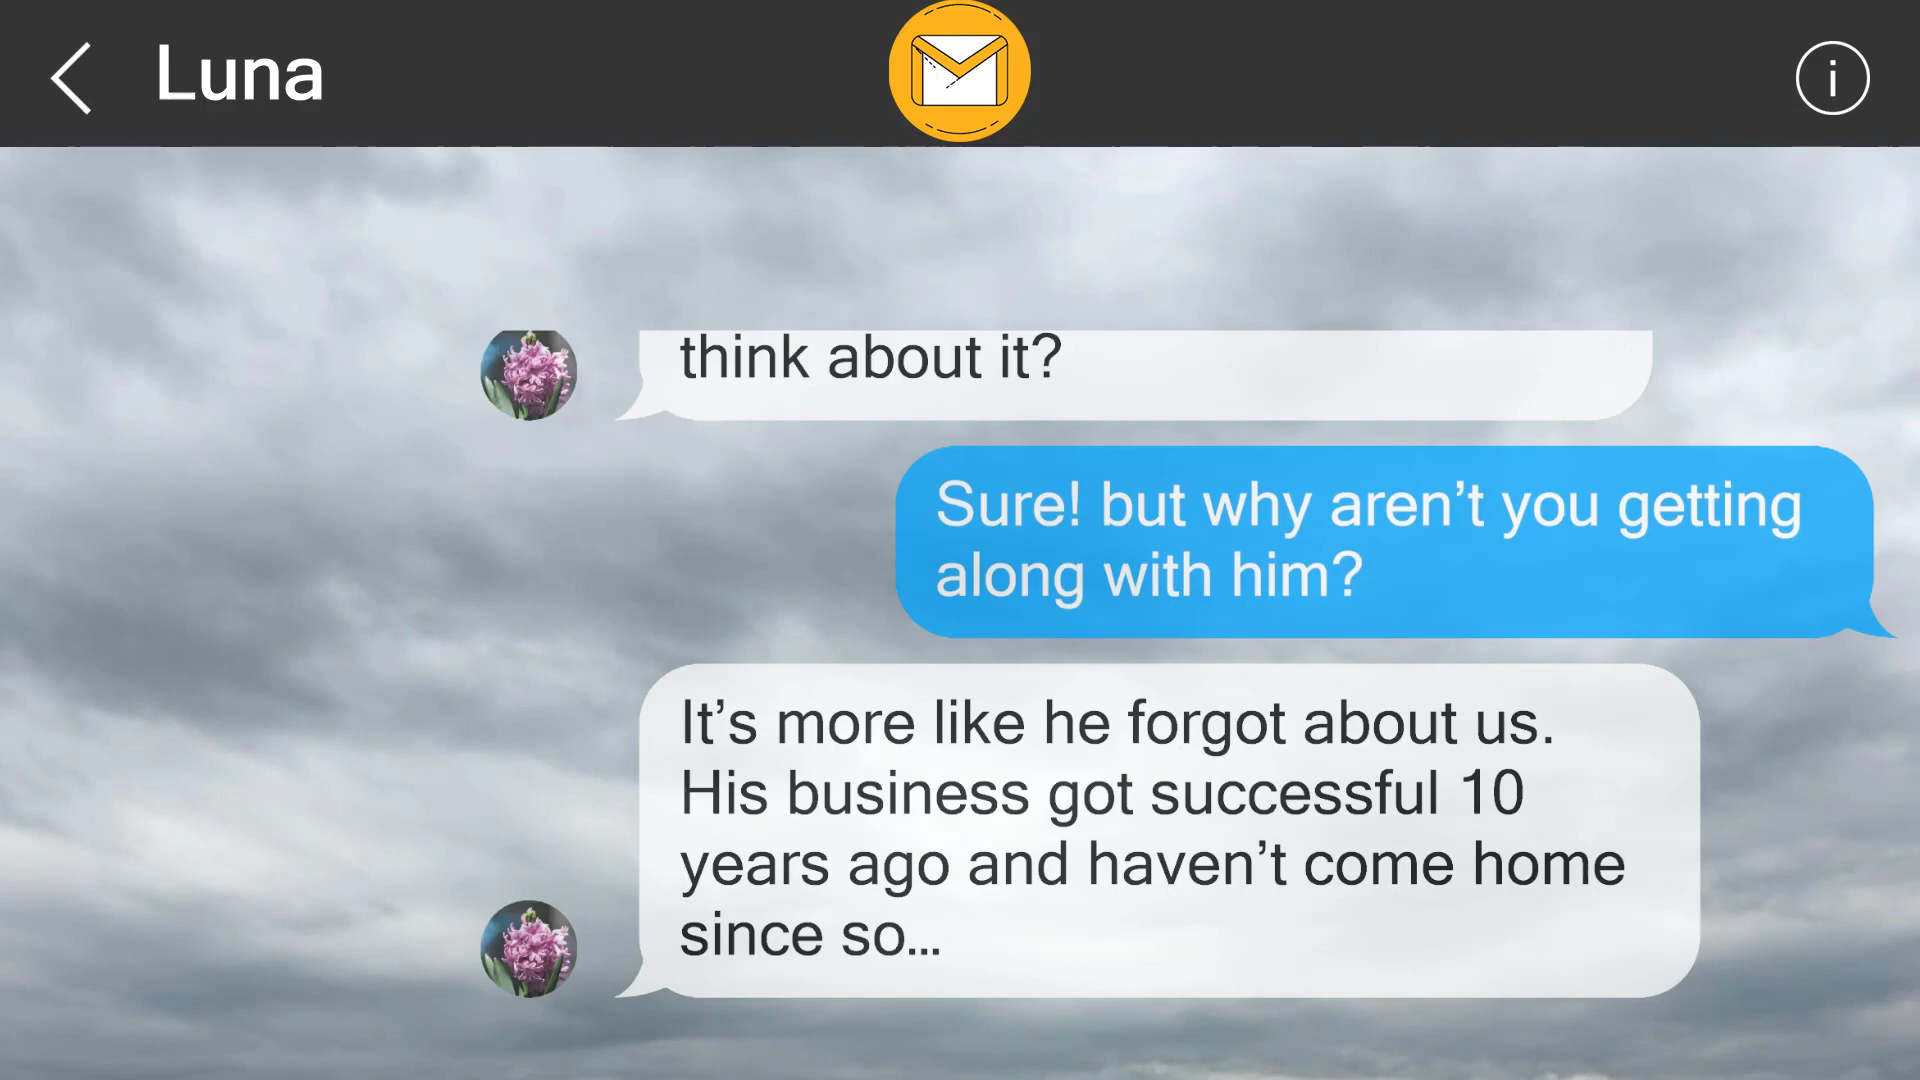 Luna
i
think about it?
Sure! but why aren’t you getting
along with him?
It’s more like he forgot about us.
His business got successful 10
years ago and haven’t come home
since so...